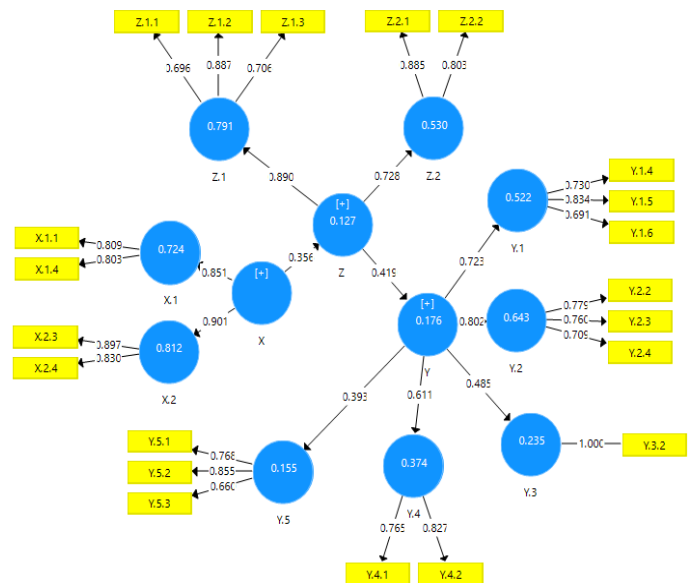 Z.1.1 Z.1.2 Z.1.3 Z.2.1 Z.2.2
0.696 0.887 0.706 0.885 0.803
0.791 0.530
Z.1 Z.2
0.890 0.728
[+]
0.127
Z
0.522
Y.1
0.730 Y.1.4
0.834 Y.1.5
0.691 Y.1.6
X.1.1 0.809
X.1.4 0.803
0.724
X.1
0.851
[+]
X
0.356 0.419 0.723
X.2.3 0.897
X.2.4 0.830
0.812
X.2
0.901
[+]
0.176
Y
0.802
0.643
Y.2
0.779 Y.2.2
0.760 Y.2.3
0.709 Y.2.4
0.393 0.611 0.485
Y.5.1 0.768
Y.5.2 0.855
Y.5.3 0.660
0.155
Y.5
0.374
Y.4
0.235
Y.3
1.000 Y.3.2
0.765 0.827
Y.4.1 Y.4.2